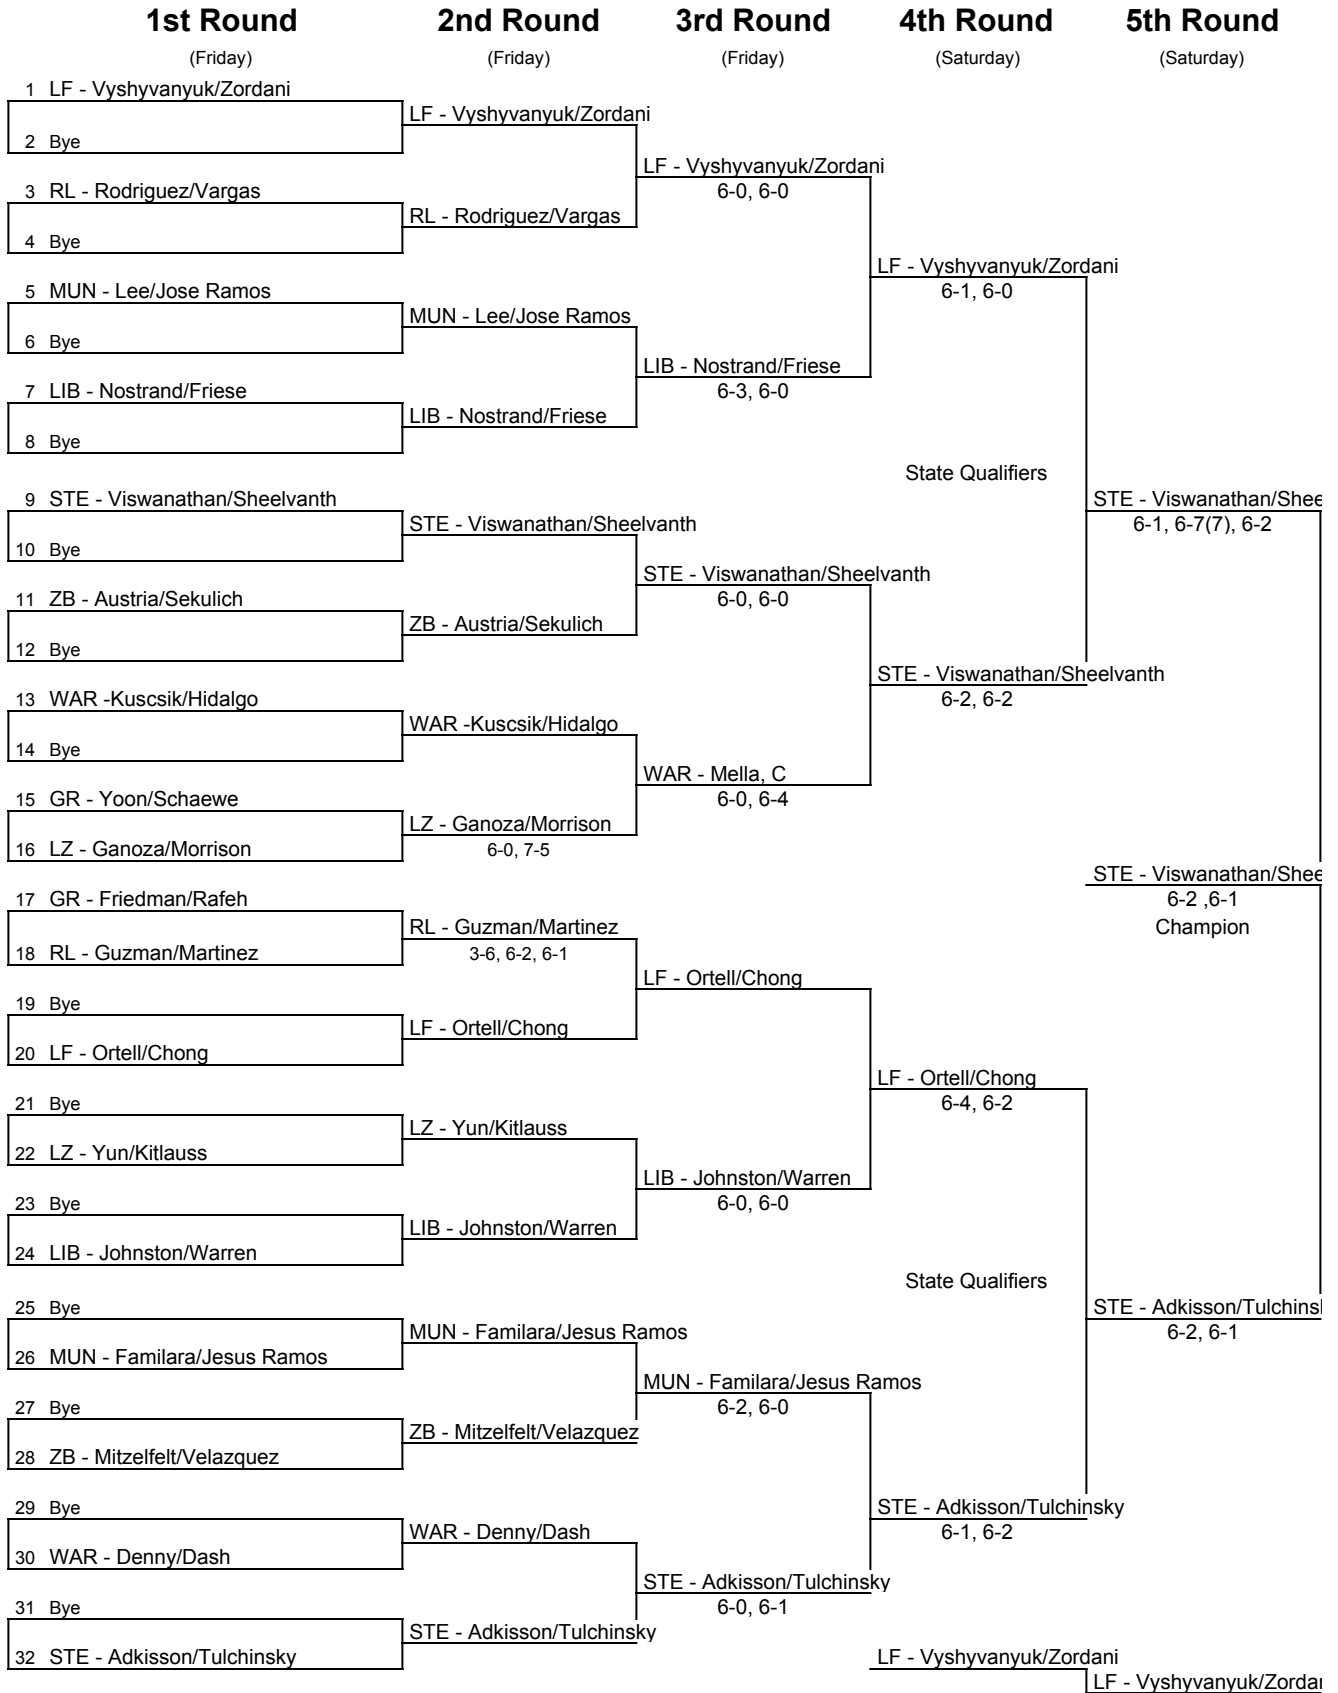 1st Round 2nd Round 3rd Round 4th Round 5th Round
(Friday) (Friday) (Friday) (Saturday) (Saturday)
1 LF - Vyshyvanyuk/Zordani
LF - Vyshyvanyuk/Zordani
2 Bye
LF - Vyshyvanyuk/Zordani
3 RL - Rodriguez/Vargas
6-0, 6-0
RL - Rodriguez/Vargas
4 Bye
LF - Vyshyvanyuk/Zordani
5 MUN - Lee/Jose Ramos
6-1, 6-0
MUN - Lee/Jose Ramos
6 Bye
LIB - Nostrand/Friese
7 LIB - Nostrand/Friese
6-3, 6-0
LIB - Nostrand/Friese
8 Bye
State Qualifiers
9 STE - Viswanathan/Sheelvanth
STE - Viswanathan/Shee
STE - Viswanathan/Sheelvanth
6-1, 6-7(7), 6-2
10 Bye
STE - Viswanathan/Sheelvanth
11 ZB - Austria/Sekulich
6-0, 6-0
ZB - Austria/Sekulich
12 Bye
STE - Viswanathan/Sheelvanth
13 WAR -Kuscsik/Hidalgo
6-2, 6-2
WAR -Kuscsik/Hidalgo
14 Bye
WAR - Mella, C
15 GR - Yoon/Schaewe
6-0, 6-4
LZ - Ganoza/Morrison
16 LZ - Ganoza/Morrison
6-0, 7-5
STE - Viswanathan/Shee
17 GR - Friedman/Rafeh
6-2 ,6-1
RL - Guzman/Martinez
Champion
18 RL - Guzman/Martinez
3-6, 6-2, 6-1
LF - Ortell/Chong
19 Bye
LF - Ortell/Chong
20 LF - Ortell/Chong
LF - Ortell/Chong
21 Bye
6-4, 6-2
LZ - Yun/Kitlauss
22 LZ - Yun/Kitlauss
LIB - Johnston/Warren
23 Bye
6-0, 6-0
LIB - Johnston/Warren
24 LIB - Johnston/Warren
State Qualifiers
25 Bye
STE - Adkisson/Tulchins
MUN - Familara/Jesus Ramos
6-2, 6-1
26 MUN - Familara/Jesus Ramos
MUN - Familara/Jesus Ramos
27 Bye
6-2, 6-0
ZB - Mitzelfelt/Velazquez
28 ZB - Mitzelfelt/Velazquez
29 Bye
STE - Adkisson/Tulchinsky
WAR - Denny/Dash
6-1, 6-2
30 WAR - Denny/Dash
STE - Adkisson/Tulchinsky
31 Bye
6-0, 6-1
STE - Adkisson/Tulchinsky
32 STE - Adkisson/Tulchinsky
LF - Vyshyvanyuk/Zordani
LF - Vyshyvanyuk/Zorda